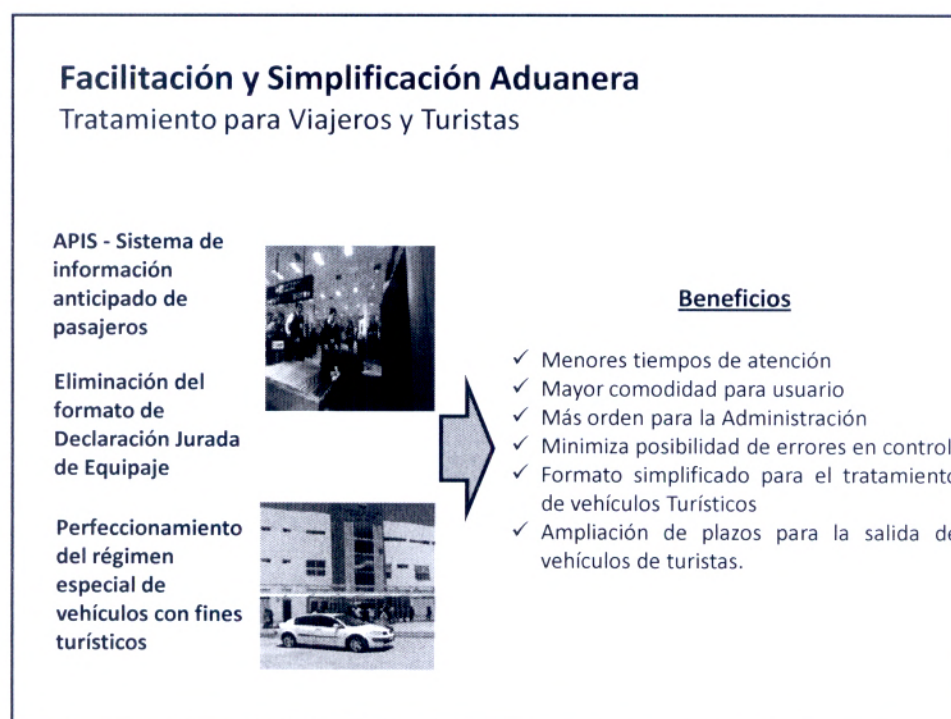 Facilitación y Simplificación Aduanera
Tratamiento para Viajeros y Turistas
APIS - Sistema de
información
anticipado de
pasajeros
Eliminación del
formato de
Declaración Jurada
de Equipaje
Perfeccionamiento
del régimen
especial de
vehículos con fines
turísticos
Beneficios
✓ Menores tiempos de atención
✓ Mayor comodidad para usuario
✓ Más orden para la Administración
✓ Minimiza posibilidad de errores en control
✓ Formato simplificado para el tratamiento
de vehículos Turísticos
✓ Ampliación de plazos para la salida de
vehículos de turistas.